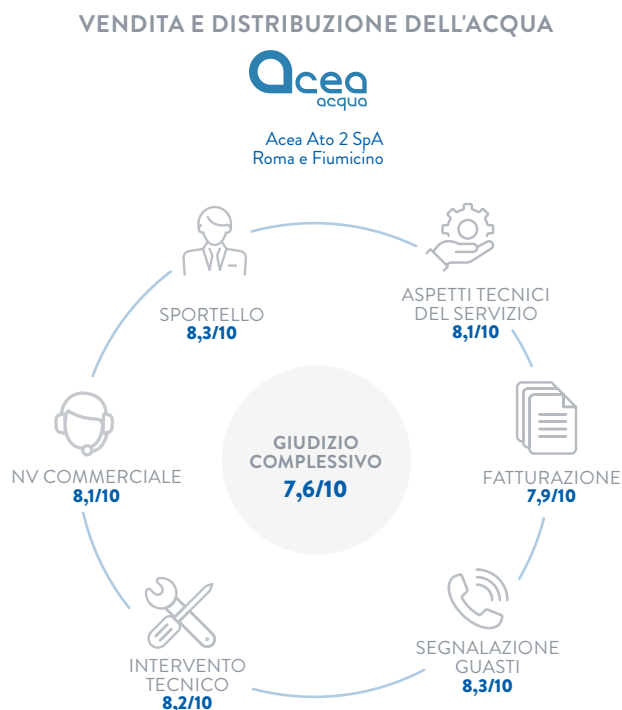 VENDITA E DISTRIBUZIONE DELL'ACQUA
acea
acqua
Acea Ato 2 SpA
Roma e Fiumicino
SPORTELLO
8,3/10
ASPETTI TECNICI
DEL SERVIZIO
8,1/10
NV COMMERCIALE
8,1/10
GIUDIZIO
COMPLESSIVO
7,6/10
FATTURAZIONE
7,9/10
INTERVENTO
TECNICO
8,2/10
SEGNALAZIONE
GUASTI
8,3/10